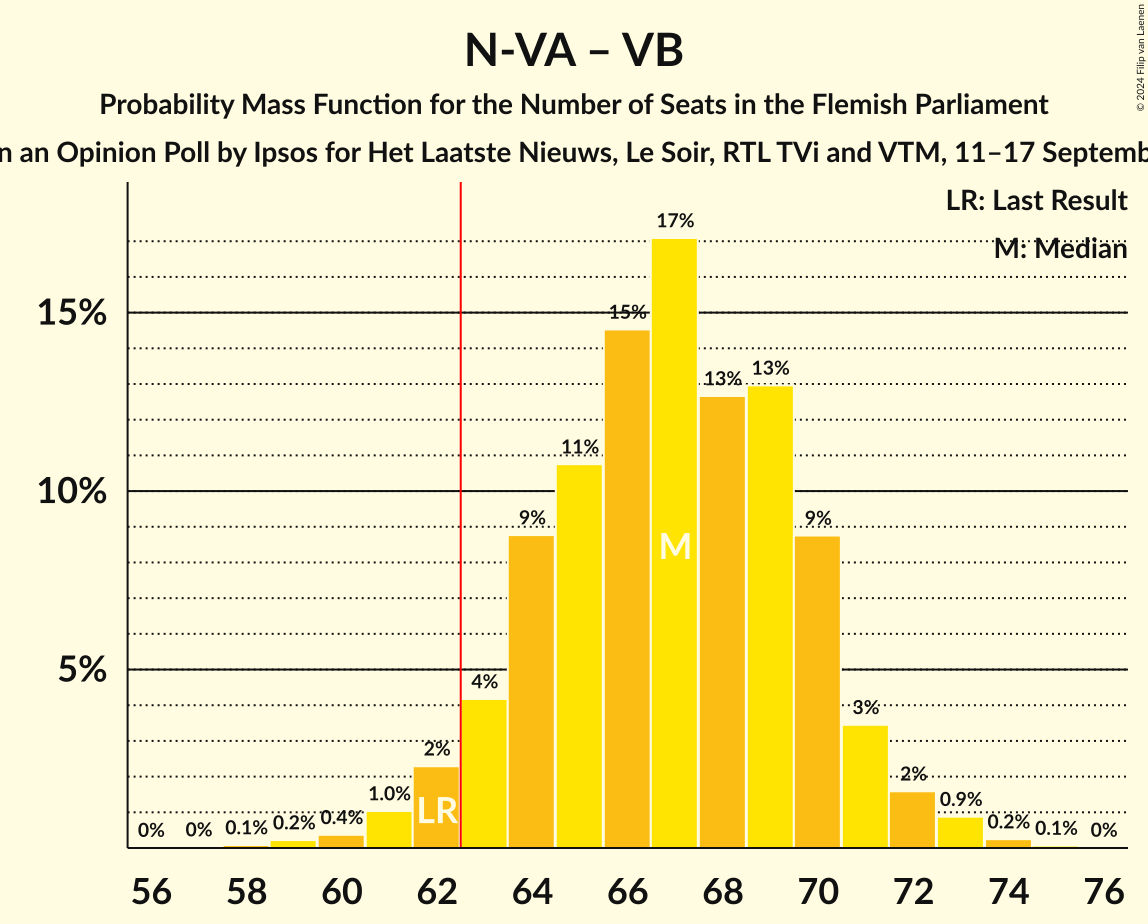 N-VA – VB
Probability Mass Function for the Number of Seats in the Flemish Parliament
n an Opinion Poll by Ipsos for Het Laatste Nieuws, Le Soir, RTL TVi and VTM, 11–17 Septemb
© 2024 Filip van Laenen
LR: Last Result
M: Median
17%
15%
15%
13%
13%
11%
10%
9%
9%
M
5%
4%
3%
2%
2%
LR
1.0%
0.9%
0% 0% 0.1% 0.2% 0.4%
0.2% 0.1% 0%
56 58 60 62 64 66 68 70 72 74 76